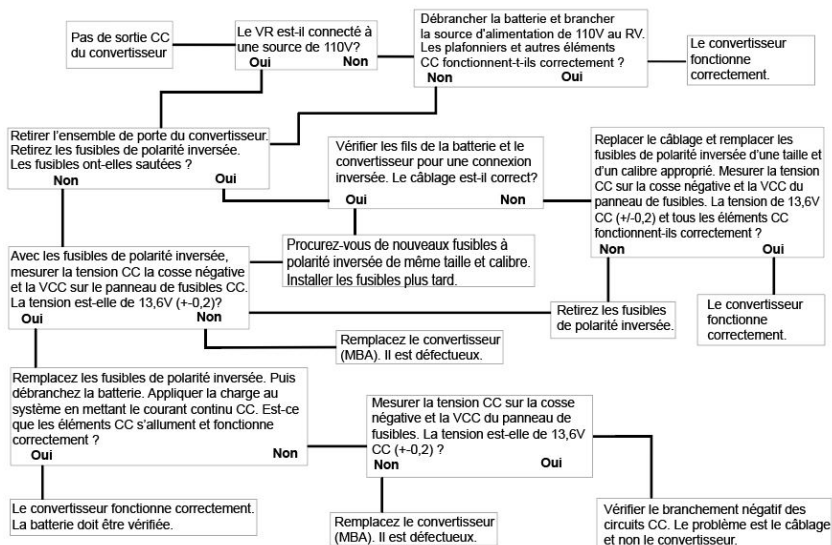 Pas de sortie CC
du convertisseur
Le VR est-il connecté à
une source de 110V?
Oui Non
Débrancher la batterie et brancher
la source d'alimentation de 110V au RV.
Les plafonniers et autres éléments
CC fonctionnent-t-ils correctement ?
Non Oui
Le convertisseur
fonctionne
correctement.
Retirer l'ensemble de porte du convertisseur.
Retirez les fusibles de polarité inversée.
Les fusibles ont-elles sautées ?
Non Oui
Vérifier les fils de la batterie et le
convertisseur pour une connexion
inversée. Le câblage est-il correct?
Oui Non
Replacer le câblage et remplacer les
fusibles de polarité inversée d'une taille et
d'un calibre approprié. Mesurer la tension
CC sur la cosse négative et la VCC du
panneau de fusibles. La tension de 13,6V
CC (+/-0,2) et tous les éléments CC
fonctionnent-ils correctement ?
Non Oui
Avec les fusibles de polarité inversée,
mesurer la tension CC la cosse négative
et la VCC sur le panneau de fusibles CC.
La tension est-elle de 13,6V (+-0,2)?
Oui Non
Procurez-vous de nouveaux fusibles à
polarité inversée de même taille et calibre.
Installer les fusibles plus tard.
Retirez les fusibles
de polarité inversée.
Le convertisseur
fonctionne
correctement.
Remplacez le convertisseur
(MBA). Il est défectueux.
Remplacez les fusibles de polarité inversée. Puis
débranchez la batterie. Appliquer la charge au
système en mettant le courant continu CC. Est-ce
que les éléments CC s'allument et fonctionne
correctement ?
Oui Non
Mesurer la tension CC sur la cosse
négative et la VCC du panneau de
fusibles. La tension est-elle de 13,6V
CC (+-0,2) ?
Non Oui
Le convertisseur fonctionne correctement.
La batterie doit être vérifiée.
Remplacez le convertisseur
(MBA). Il est défectueux.
Vérifier le branchement négatif des
circuits CC. Le problème est le câblage
et non le convertisseur.